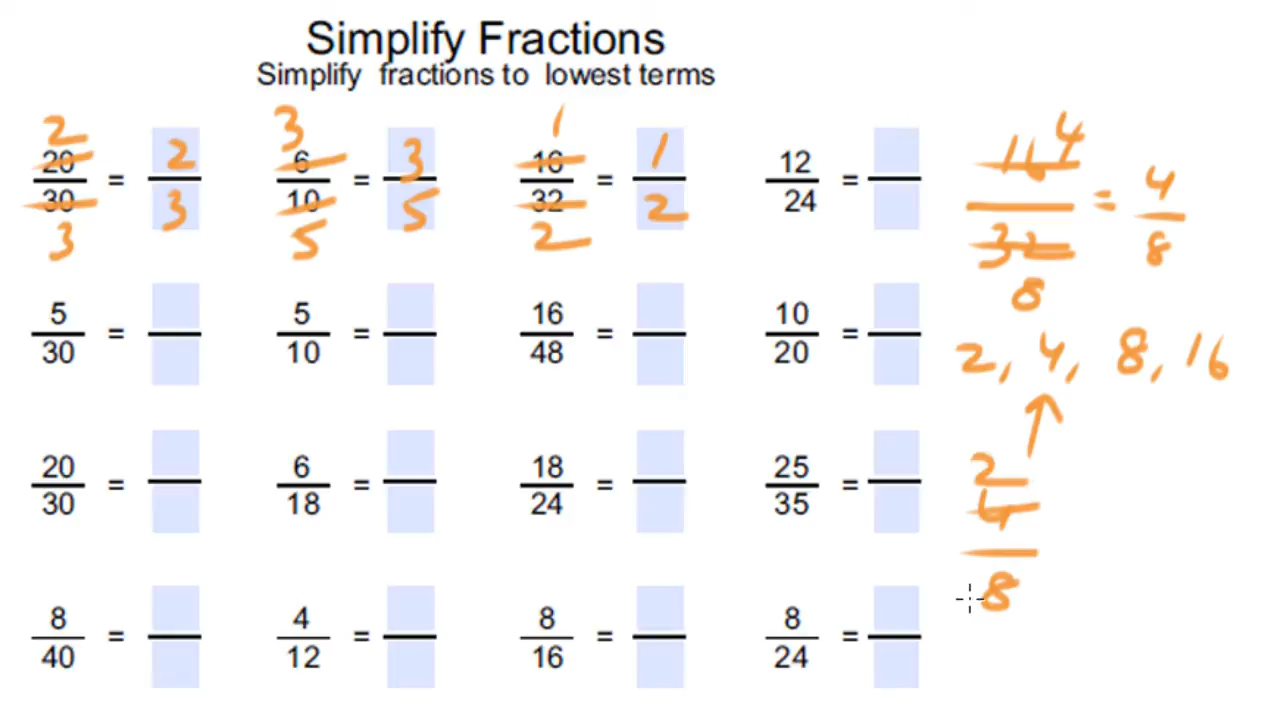 Simplify Fractions
Simplify fractions to lowest terms
2 3 1
20/30 = 2/3 6/10 = 3/5 16/32 = 1/2 12/24 =
3 5 2
4
16/32 = 4/8
8
5/30 = 5/10 = 16/48 = 10/20 =
2, 4, 8, 16
20/30 = 6/18 = 18/24 = 25/35 =
2
4/8
8/40 = 4/12 = 8/16 = 8/24 =